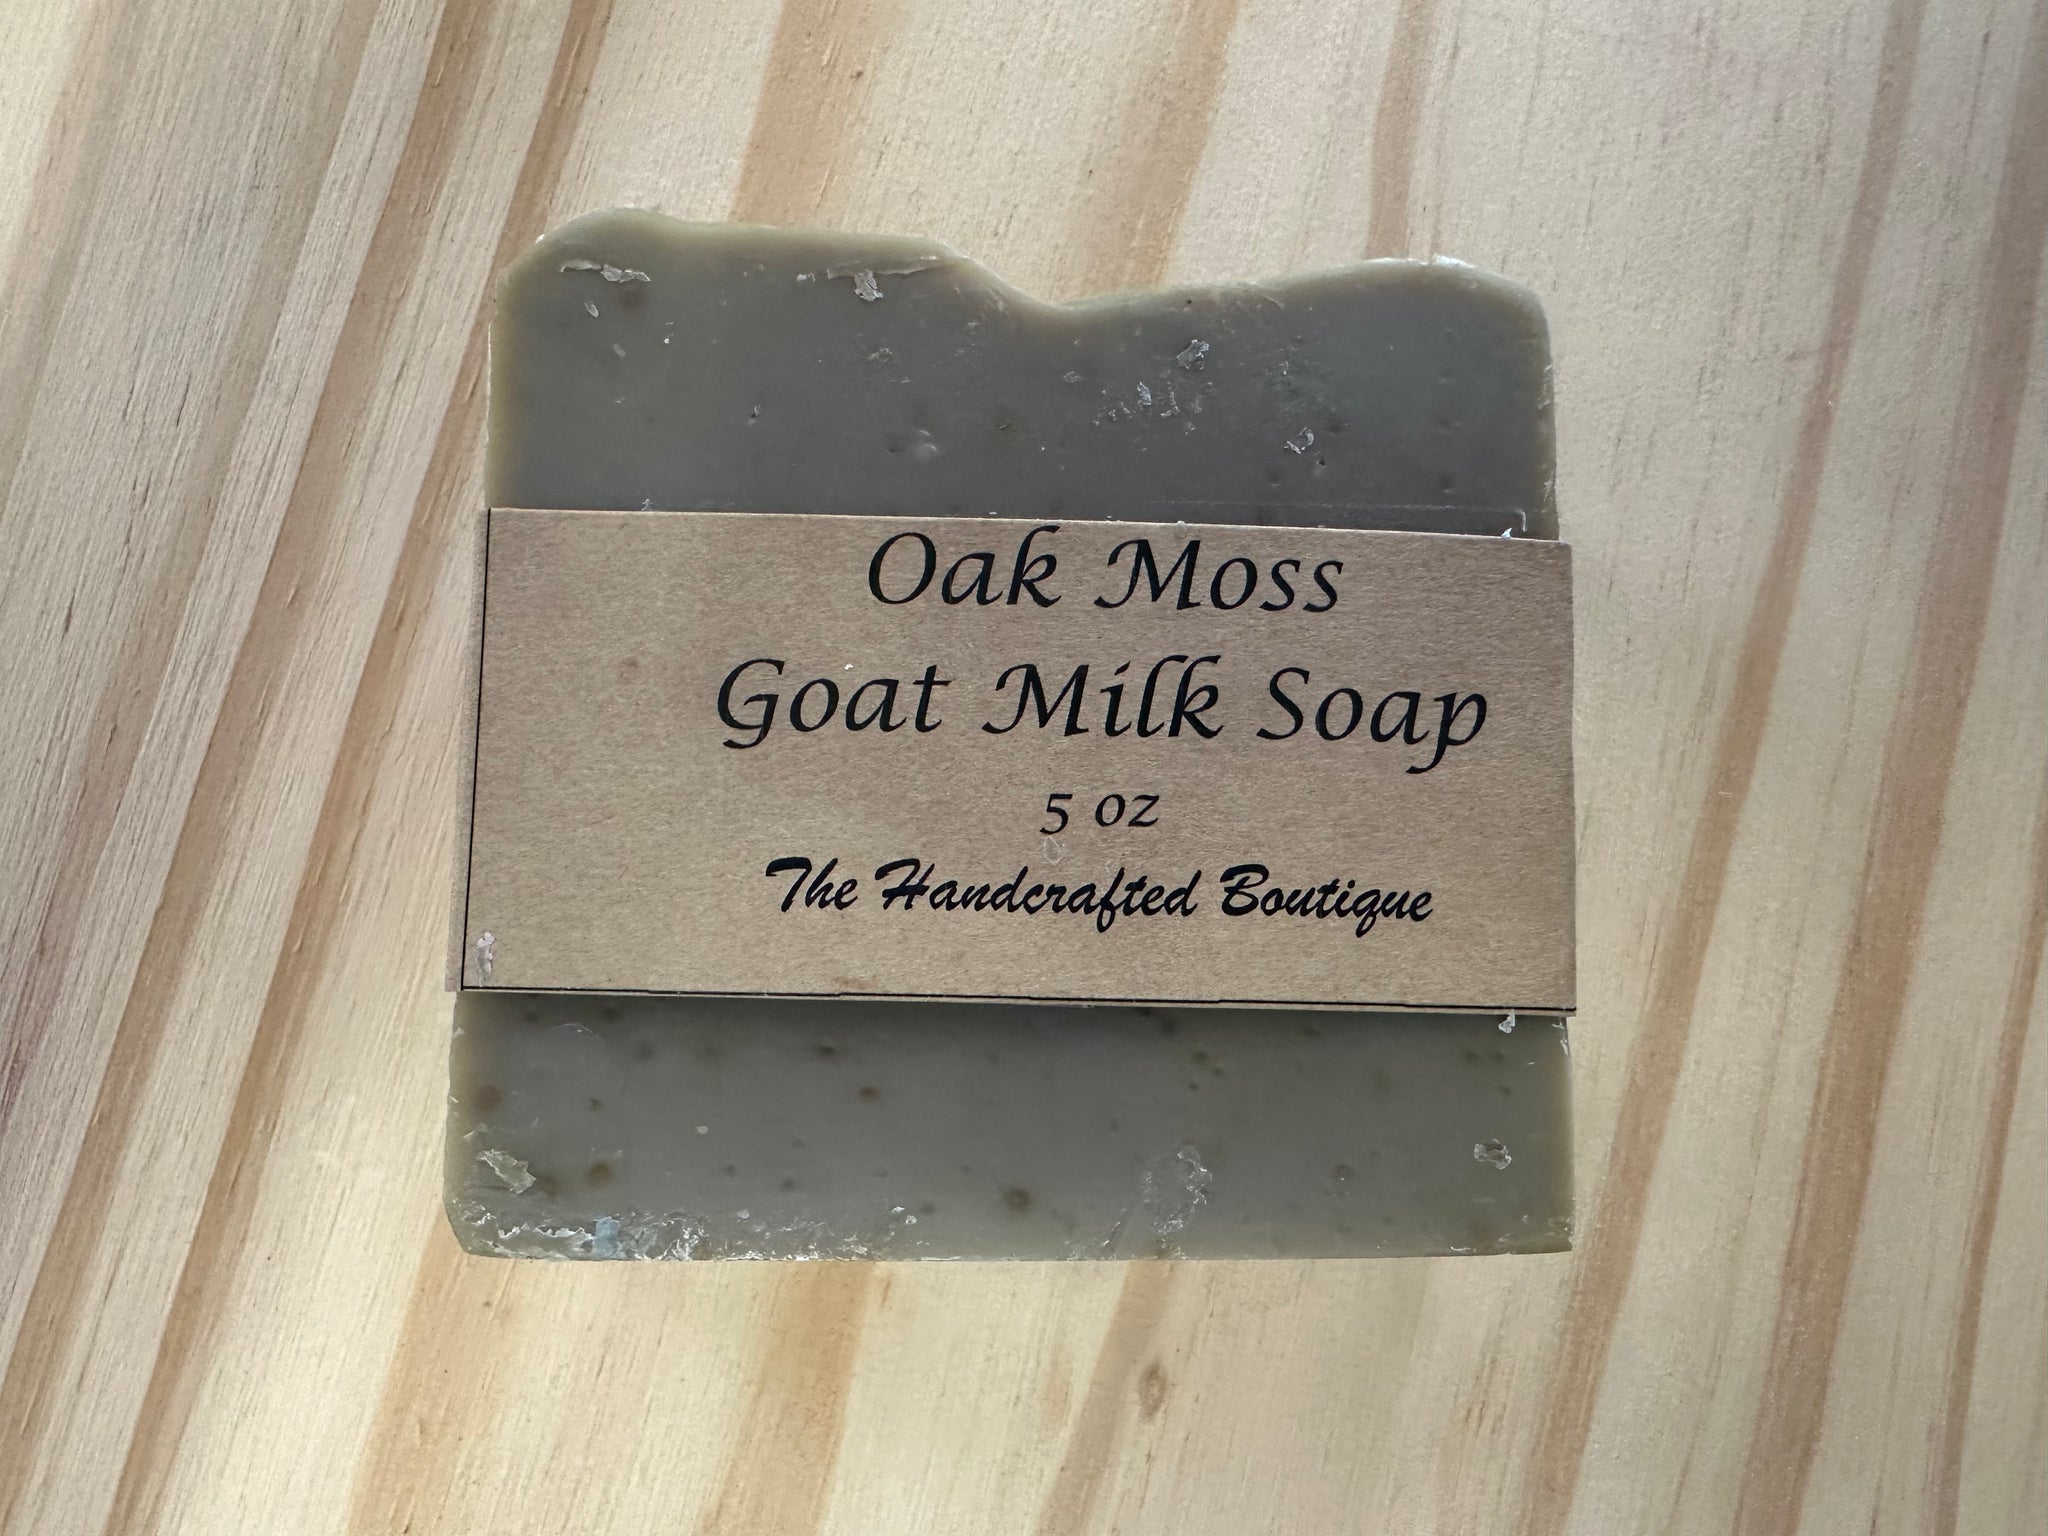 Oak Moss
Goat Milk Soap
5 oz
The Handcrafted Boutique